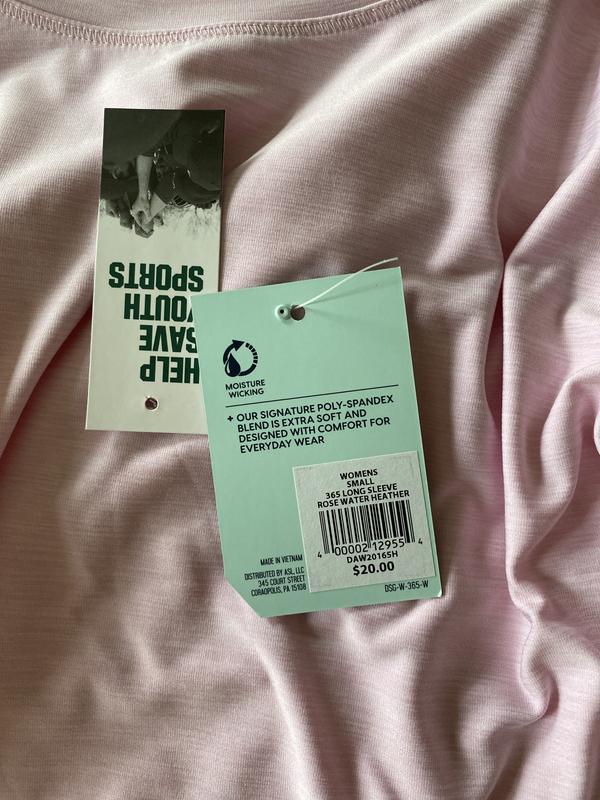 HELP
SAVE
YOUTH
SPORTS
MOISTURE
WICKING
+ OUR SIGNATURE POLY-SPANDEX
BLEND IS EXTRA SOFT AND
DESIGNED WITH COMFORT FOR
EVERYDAY WEAR
WOMENS
SMALL
365 LONG SLEEVE
ROSE WATER HEATHER
4 00002 12955 4
DAW20165H
$20.00
MADE IN VIETNAM
DISTRIBUTED BY ASL, LLC
345 COURT STREET
CORAOPOLIS, PA 15108
DSG-W-365-W